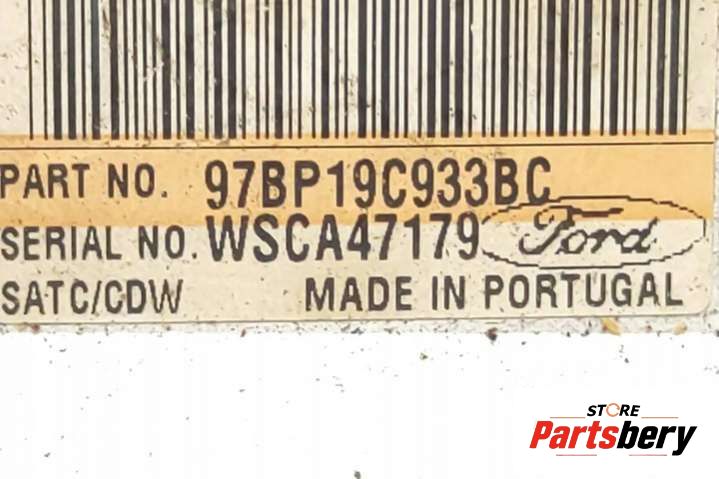 PART NO. 97BP19C933BC
SERIAL NO. WSCA47179 Ford
SATC/CDW MADE IN PORTUGAL
STORE
Partsbery